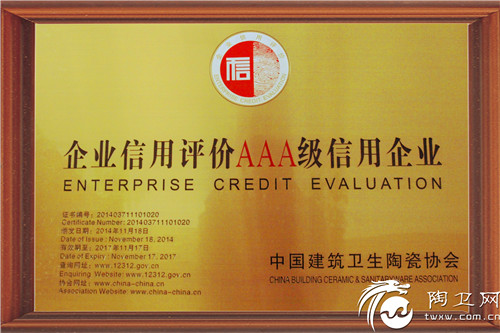 信
企业信用评价AAA级信用企业
ENTERPRISE CREDIT EVALUATION
证书编号：201403711101020
Certificate Number: 201403711101020
颁发日期：2014年11月18日
Date of Issue: November 18, 2014
有效期至：2017年11月17日
Date of Expiry: November 17, 2017
查询网址：www.12312.gov.cn
Enquiring Website: www.12312.gov.cn
协会网址：www.china-china.cn
Association Website: www.china-china.cn
中国建筑卫生陶瓷协会
CHINA BUILDING CERAMIC & SANITARYWARE ASSOCIATION
陶卫网
www.twxw.com.cn